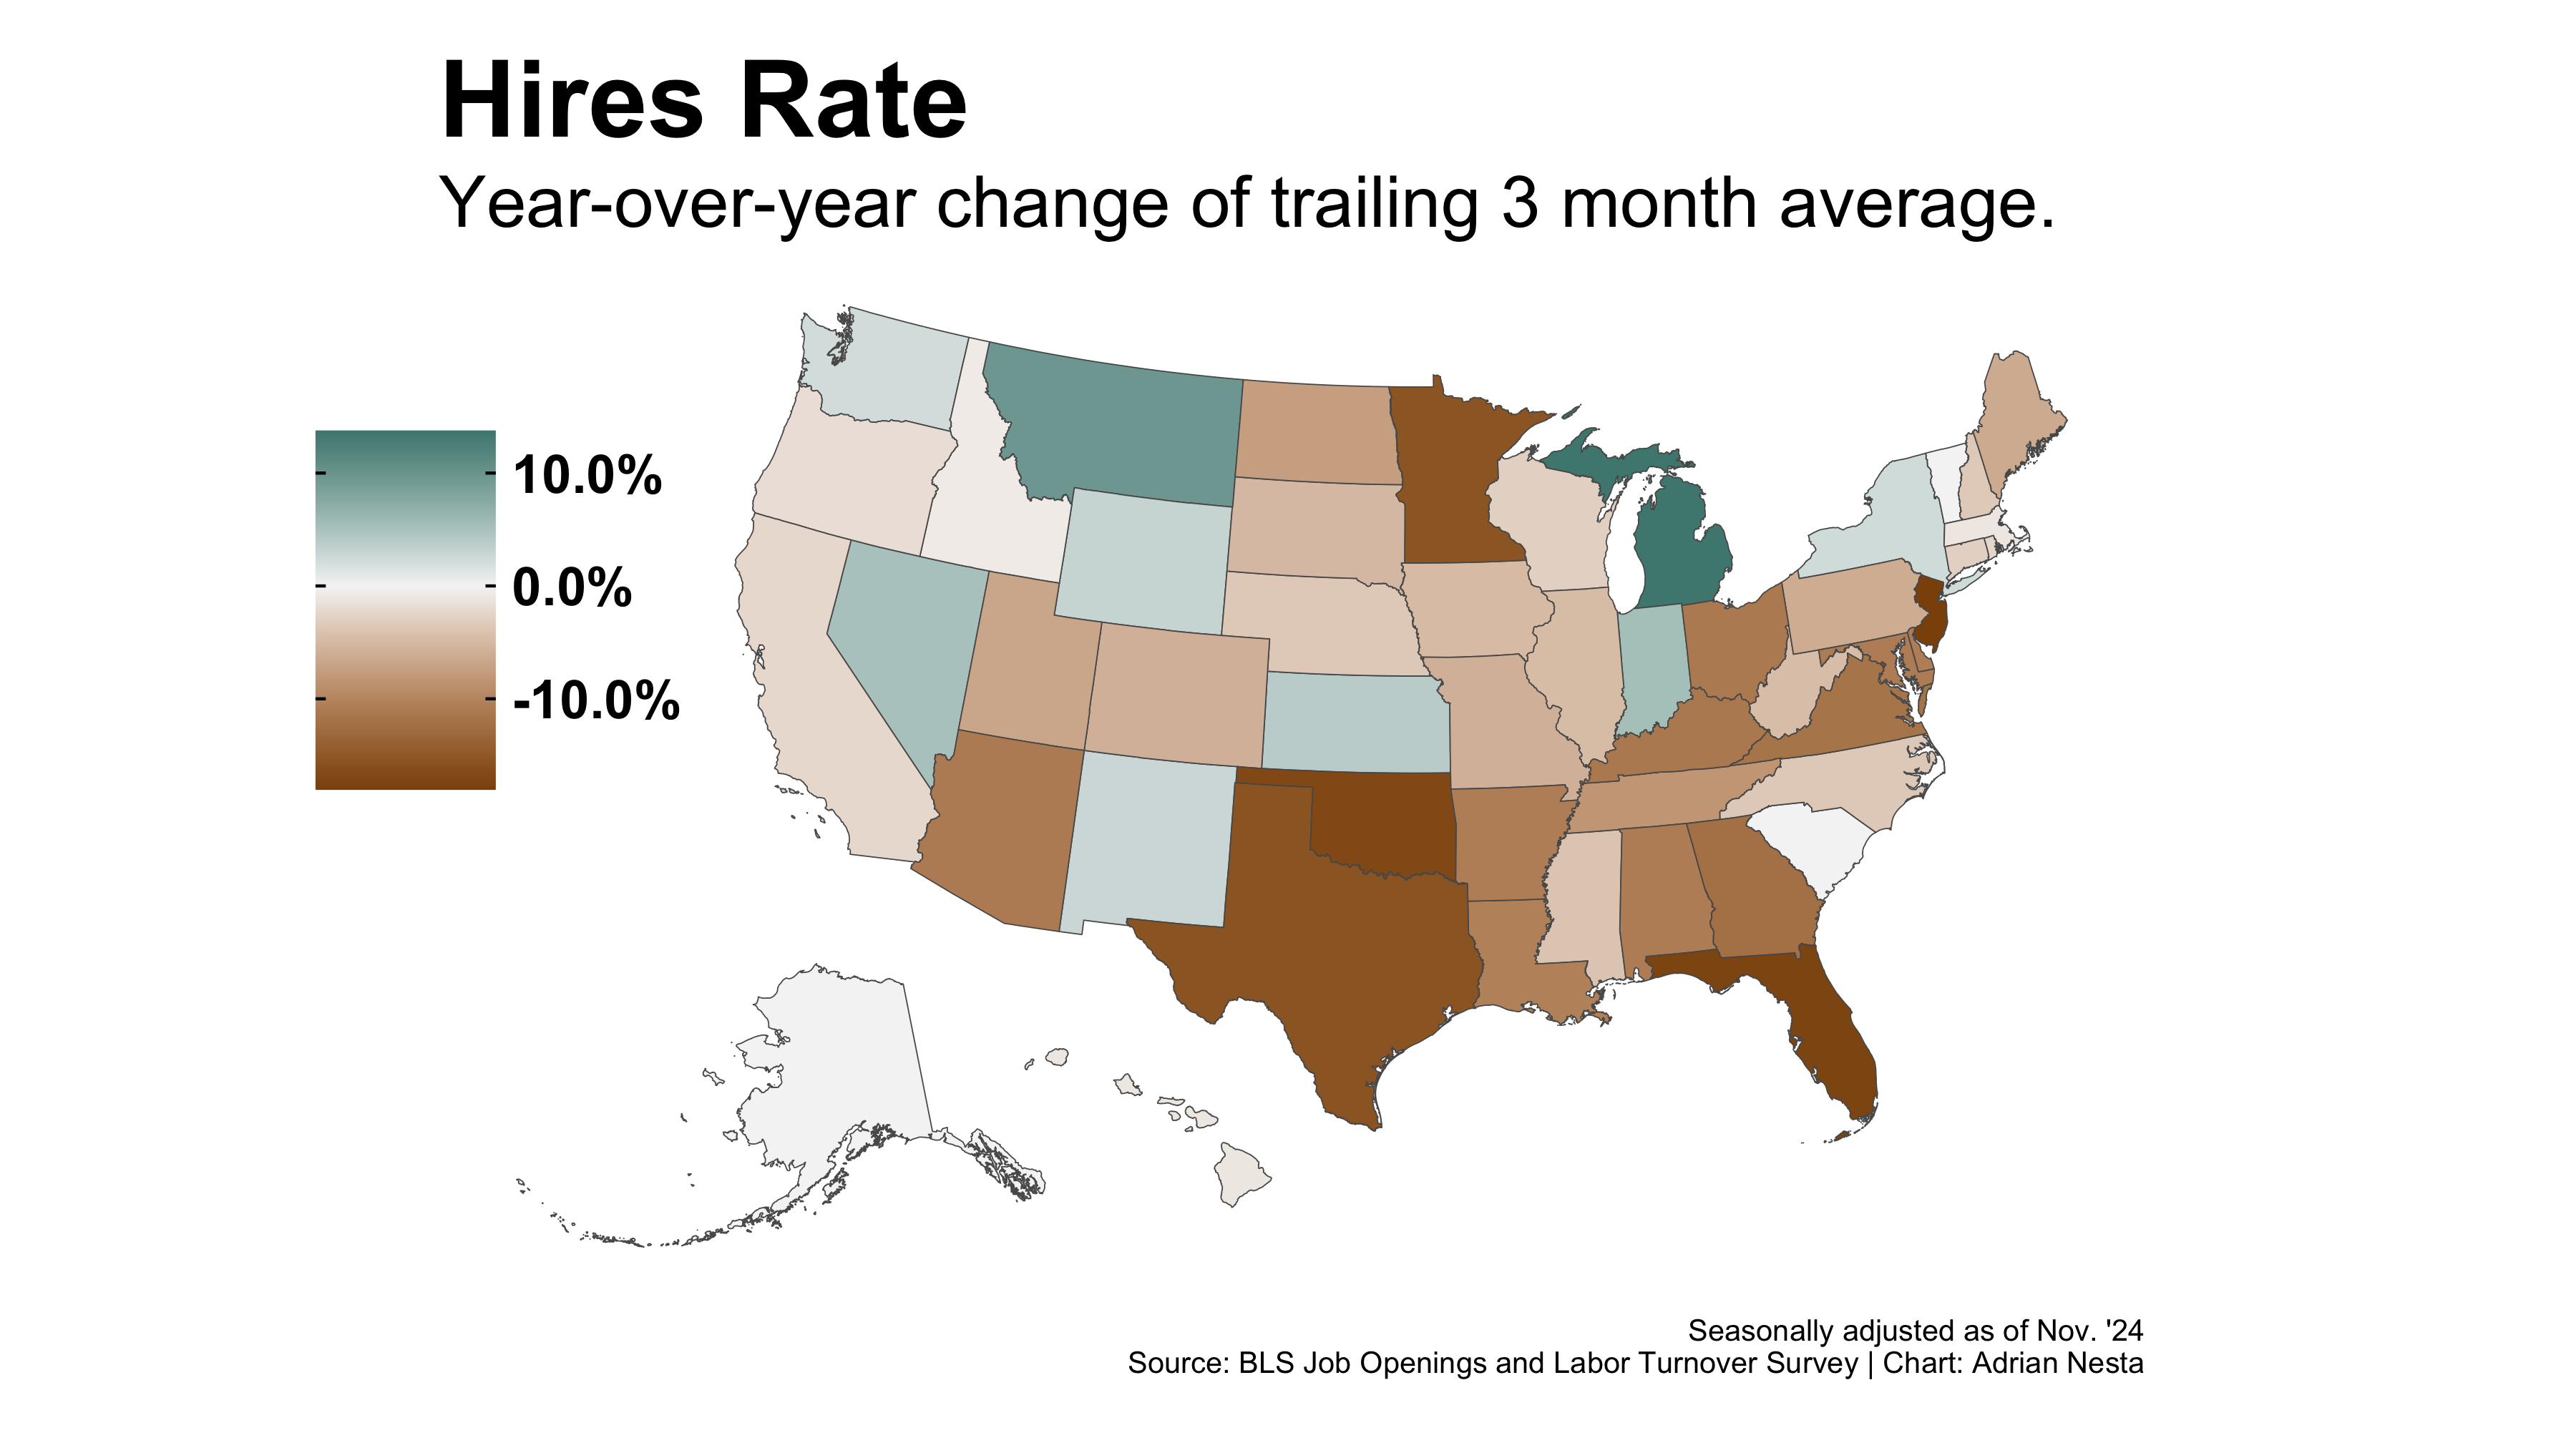 Hires Rate
Year-over-year change of trailing 3 month average.
10.0%
0.0%
-10.0%
Seasonally adjusted as of Nov. '24
Source: BLS Job Openings and Labor Turnover Survey | Chart: Adrian Nesta